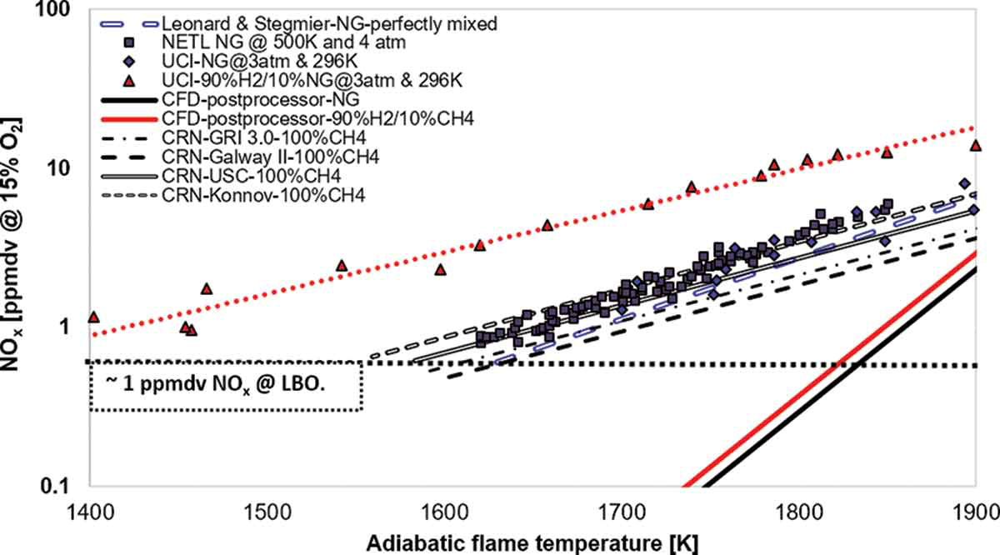 100
Leonard & Stegmier-NG-perfectly mixed
NETL NG @ 500K and 4 atm
UCI-NG@3atm & 296K
UCI-90%H2/10%NG@3atm & 296K
CFD-postprocessor-NG
CFD-postprocessor-90%H2/10%CH4
CRN-GRI 3.0-100%CH4
CRN-Galway II-100%CH4
CRN-USC-100%CH4
CRN-Konnov-100%CH4
NOx [ppmdv @ 15% O2]
10
1
~ 1 ppmdv NOx @ LBO.
0.1
1400 1500 1600 1700 1800 1900
Adiabatic flame temperature [K]